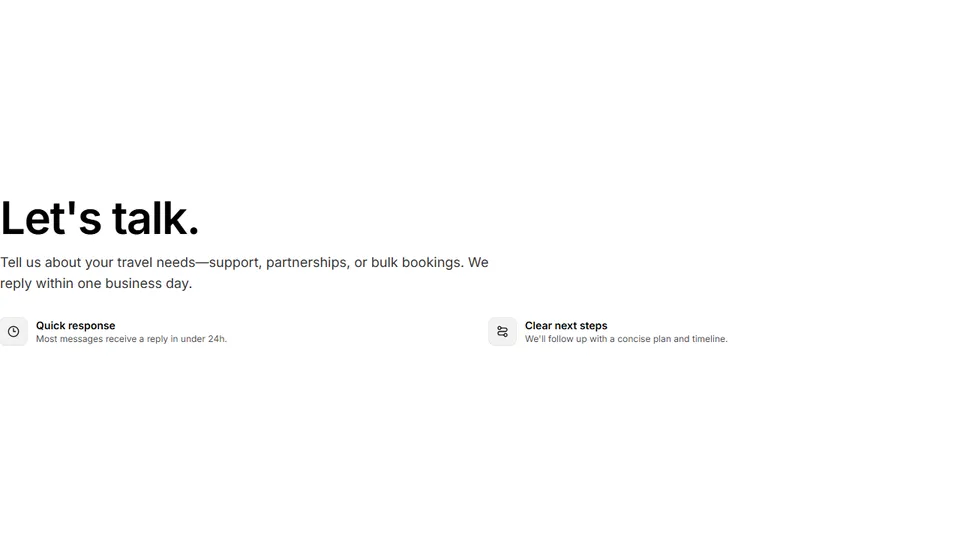 Let's talk.
Tell us about your travel needs—support, partnerships, or bulk bookings. We
reply within one business day.
Quick response
Most messages receive a reply in under 24h.
Clear next steps
We'll follow up with a concise plan and timeline.